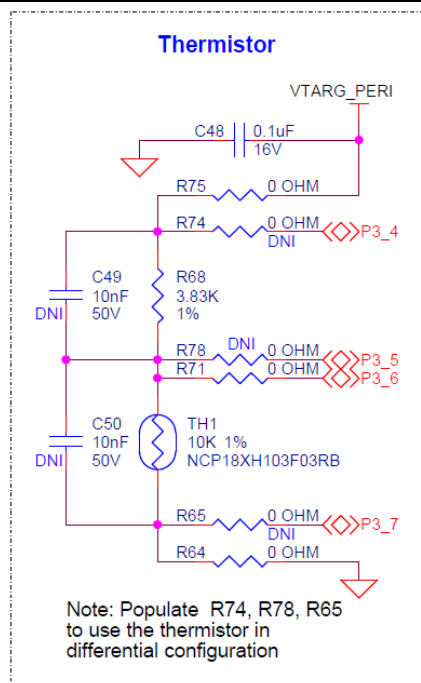 Thermistor
VTARG_PERI
C48 0.1uF
16V
R75 0 OHM
R74 0 OHM P3_4
DNI
C49 R68
10nF 3.83K
DNI 50V 1%
DNI
R78 0 OHM P3_5
R71 0 OHM P3_6
C50 TH1
10nF 10K 1%
DNI 50V NCP18XH103F03RB
R65 0 OHM P3_7
DNI
R64 0 OHM
Note: Populate R74, R78, R65
to use the thermistor in
differential configuration